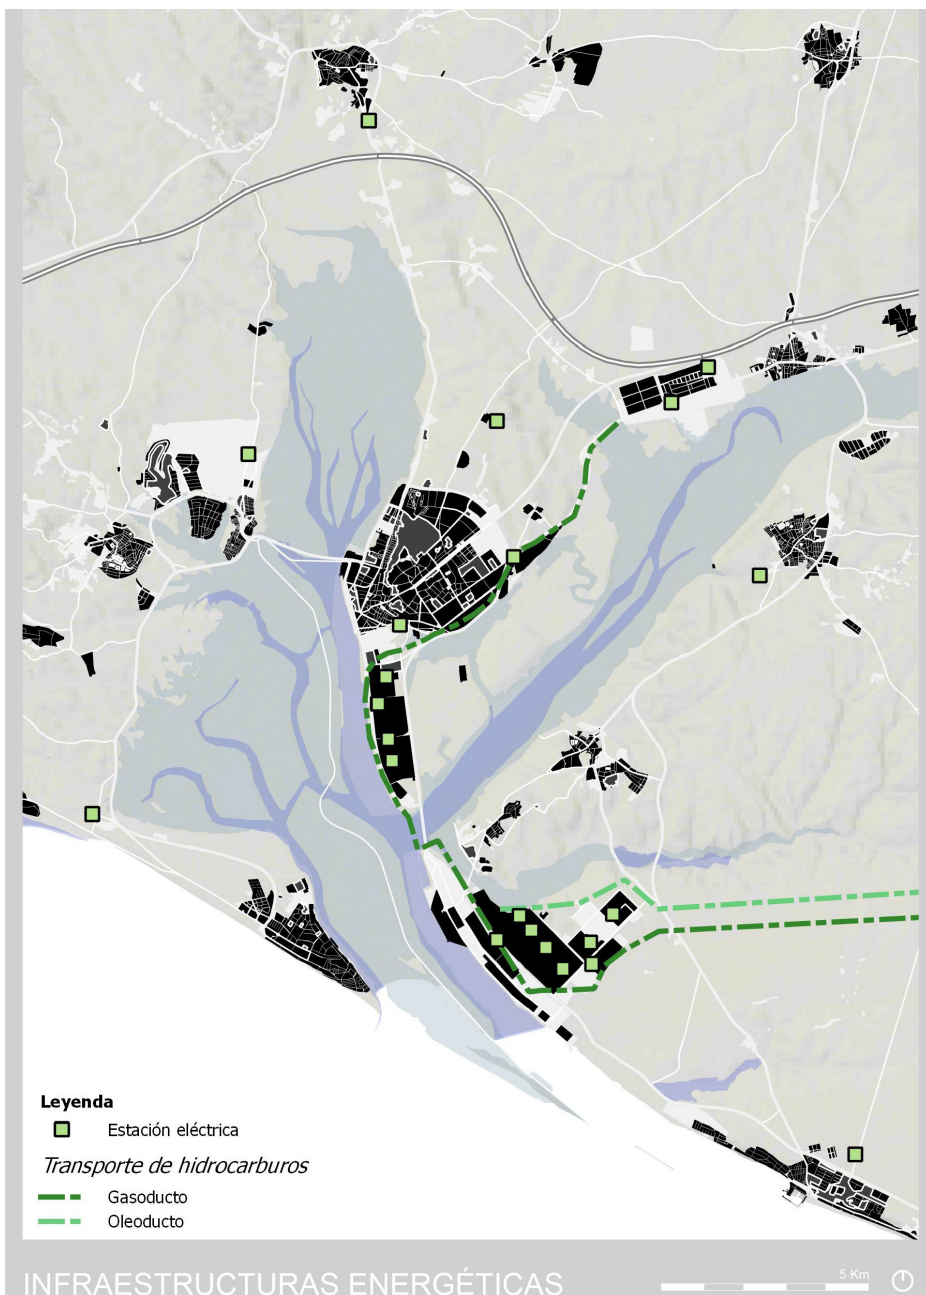 Leyenda
Estación eléctrica
Transporte de hidrocarburos
Gasoducto
Oleoducto
INFRAESTRUCTURAS ENERGÉTICAS
5 Km